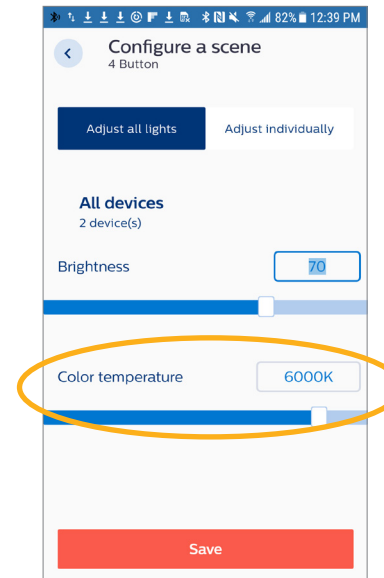 82% 12:39 PM
Configure a scene
4 Button
Adjust all lights Adjust individually
All devices
2 device(s)
Brightness 70
Color temperature 6000K
Save